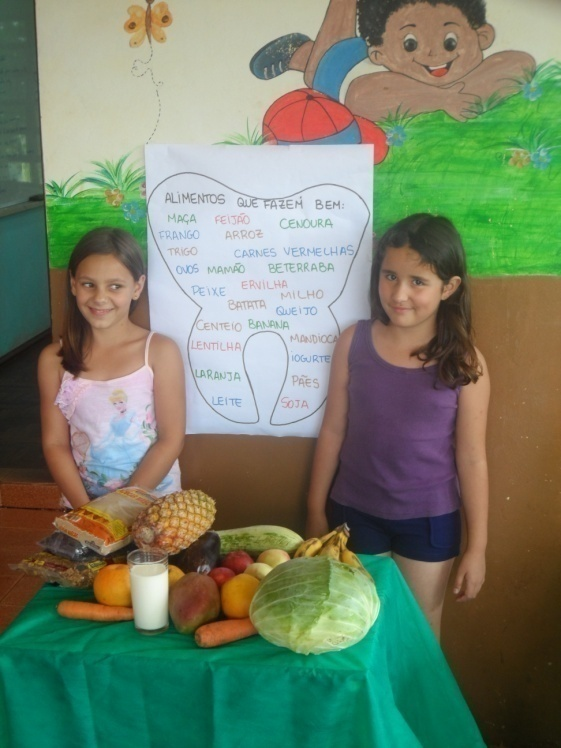 ALIMENTOS QUE FAZEM BEM:
MAÇA FEIJÃO CENOURA
FRANGO ARROZ
TRIGO CARNES VERMELHAS
OVOS MAMÃO BETERRABA
PEIXE ERVILHA MILHO
BATATA QUEIJO
CENTEIO BANANA
LENTILHA MANDIOCA
IOGURTE
LARANJA PÃES
LEITE SOJA